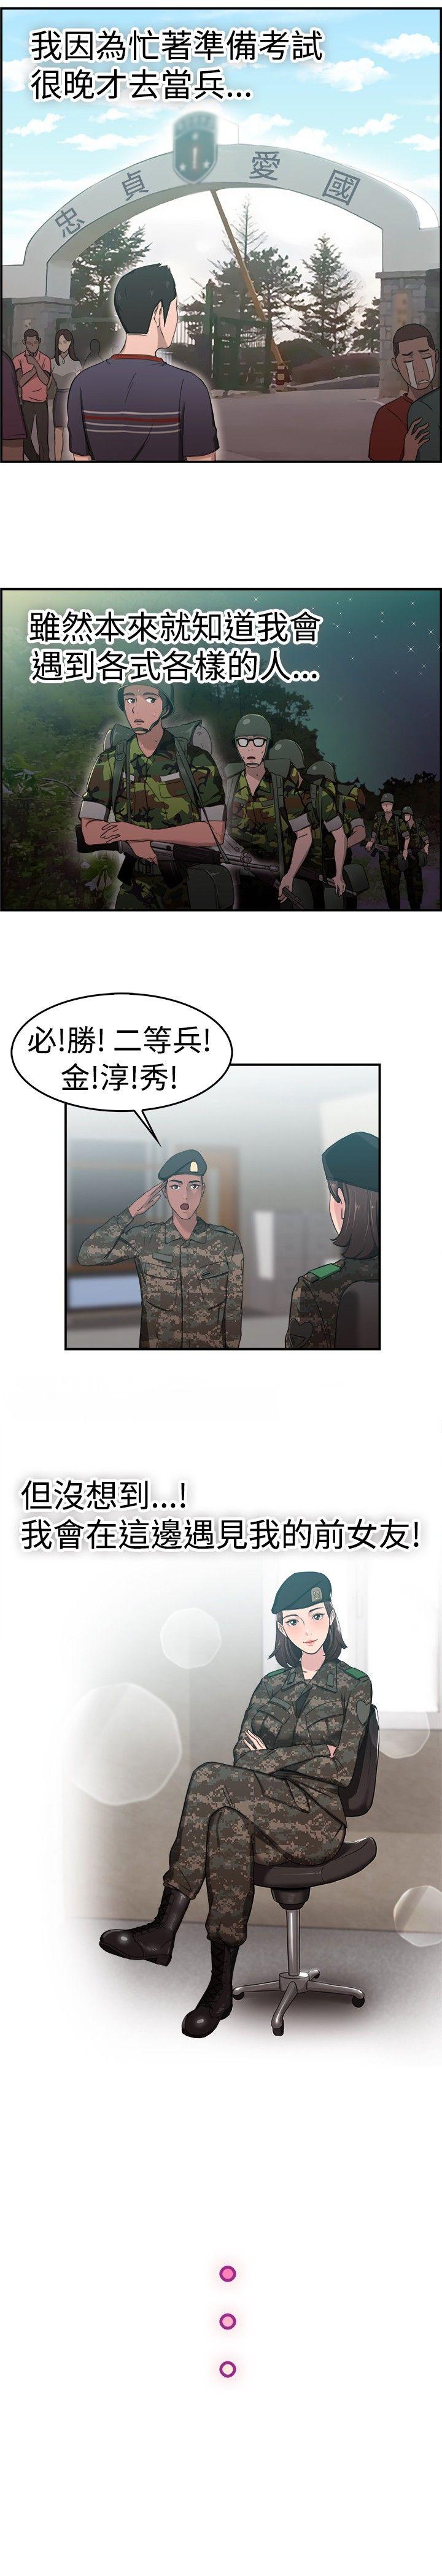 我因為忙著準備考試
很晚才去當兵...
忠貞愛國
雖然本來就知道我會
遇到各式各樣的人...
必!勝! 二等兵!
金!淳!秀!
但沒想到...!
我會在這邊遇見我的前女友!